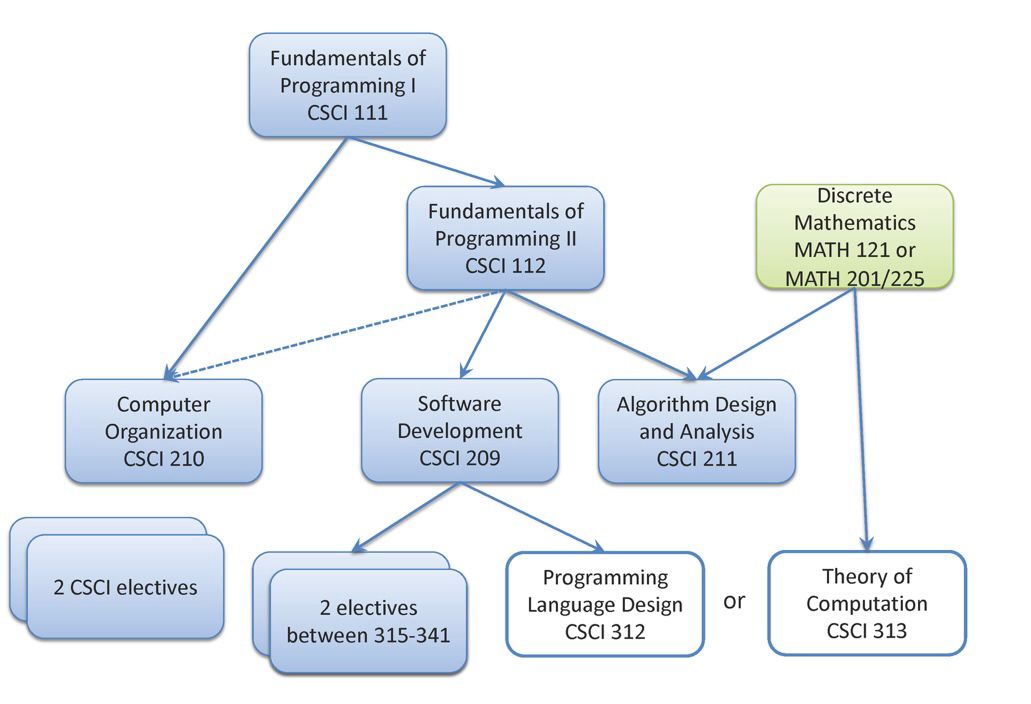 Fundamentals of
Programming I
CSCI 111
Fundamentals of
Programming II
CSCI 112
Discrete
Mathematics
MATH 121 or
MATH 201/225
Computer
Organization
CSCI 210
Software
Development
CSCI 209
Algorithm Design
and Analysis
CSCI 211
2 CSCI electives
2 electives
between 315-341
Programming
Language Design
CSCI 312
or
Theory of
Computation
CSCI 313